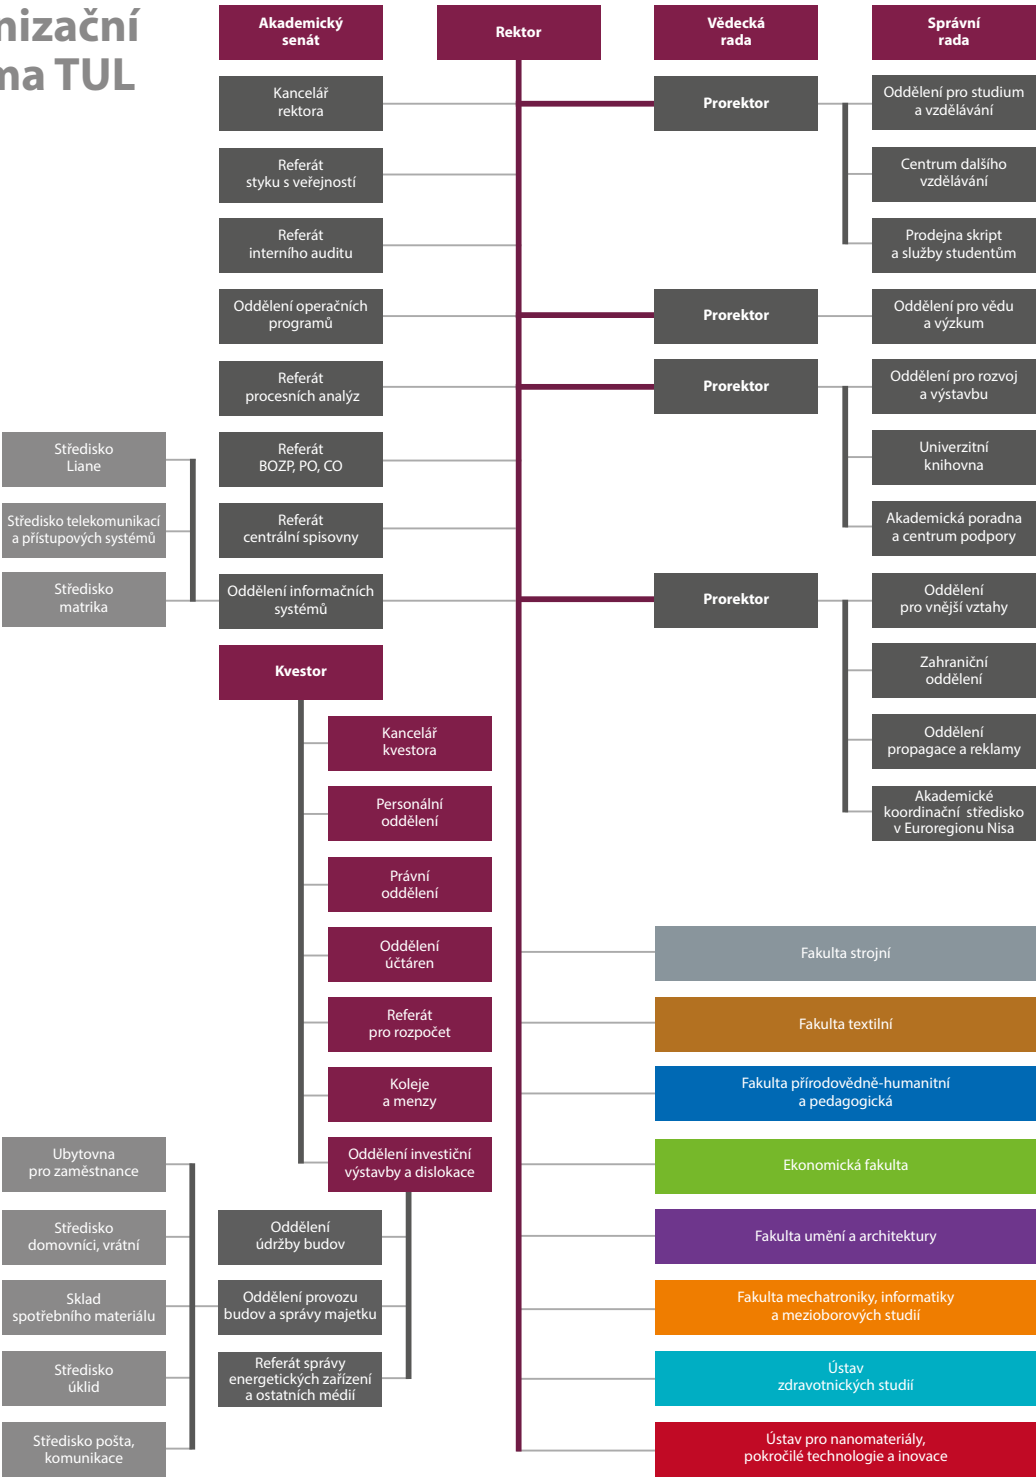 nizační
ma TUL
Akademický
senát
Rektor
Vědecká
rada
Správní
rada
Kancelář
rektora
Prorektor
Oddělení pro studium
a vzdělávání
Referát
styku s veřejností
Centrum dalšího
vzdělávání
Referát
interního auditu
Prodejna skript
a služby studentům
Oddělení operačních
programů
Prorektor
Oddělení pro vědu
a výzkum
Referát
procesních analýz
Prorektor
Oddělení pro rozvoj
a výstavbu
Středisko
Liane
Referát
BOZP, PO, CO
Univerzitní
knihovna
Středisko telekomunikací
a přístupových systémů
Referát
centrální spisovny
Akademická poradna
a centrum podpory
Středisko
matrika
Oddělení informačních
systémů
Prorektor
Oddělení
pro vnější vztahy
Kvestor
Zahraniční
oddělení
Kancelář
kvestora
Oddělení
propagace a reklamy
Personální
oddělení
Akademické
koordinační středisko
v Euroregionu Nisa
Právní
oddělení
Oddělení
účtáren
Fakulta strojní
Referát
pro rozpočet
Fakulta textilní
Koleje
a menzy
Fakulta přírodovědně-humanitní
a pedagogická
Ubytovna
pro zaměstnance
Oddělení investiční
výstavby a dislokace
Ekonomická fakulta
Středisko
domovníci, vrátní
Oddělení
údržby budov
Fakulta umění a architektury
Sklad
spotřebního materiálu
Oddělení provozu
budov a správy majetku
Fakulta mechatroniky, informatiky
a mezioborových studií
Středisko
úklid
Referát správy
energetických zařízení
a ostatních médií
Ústav
zdravotnických studií
Středisko pošta,
komunikace
Ústav pro nanomateriály,
pokročilé technologie a inovace